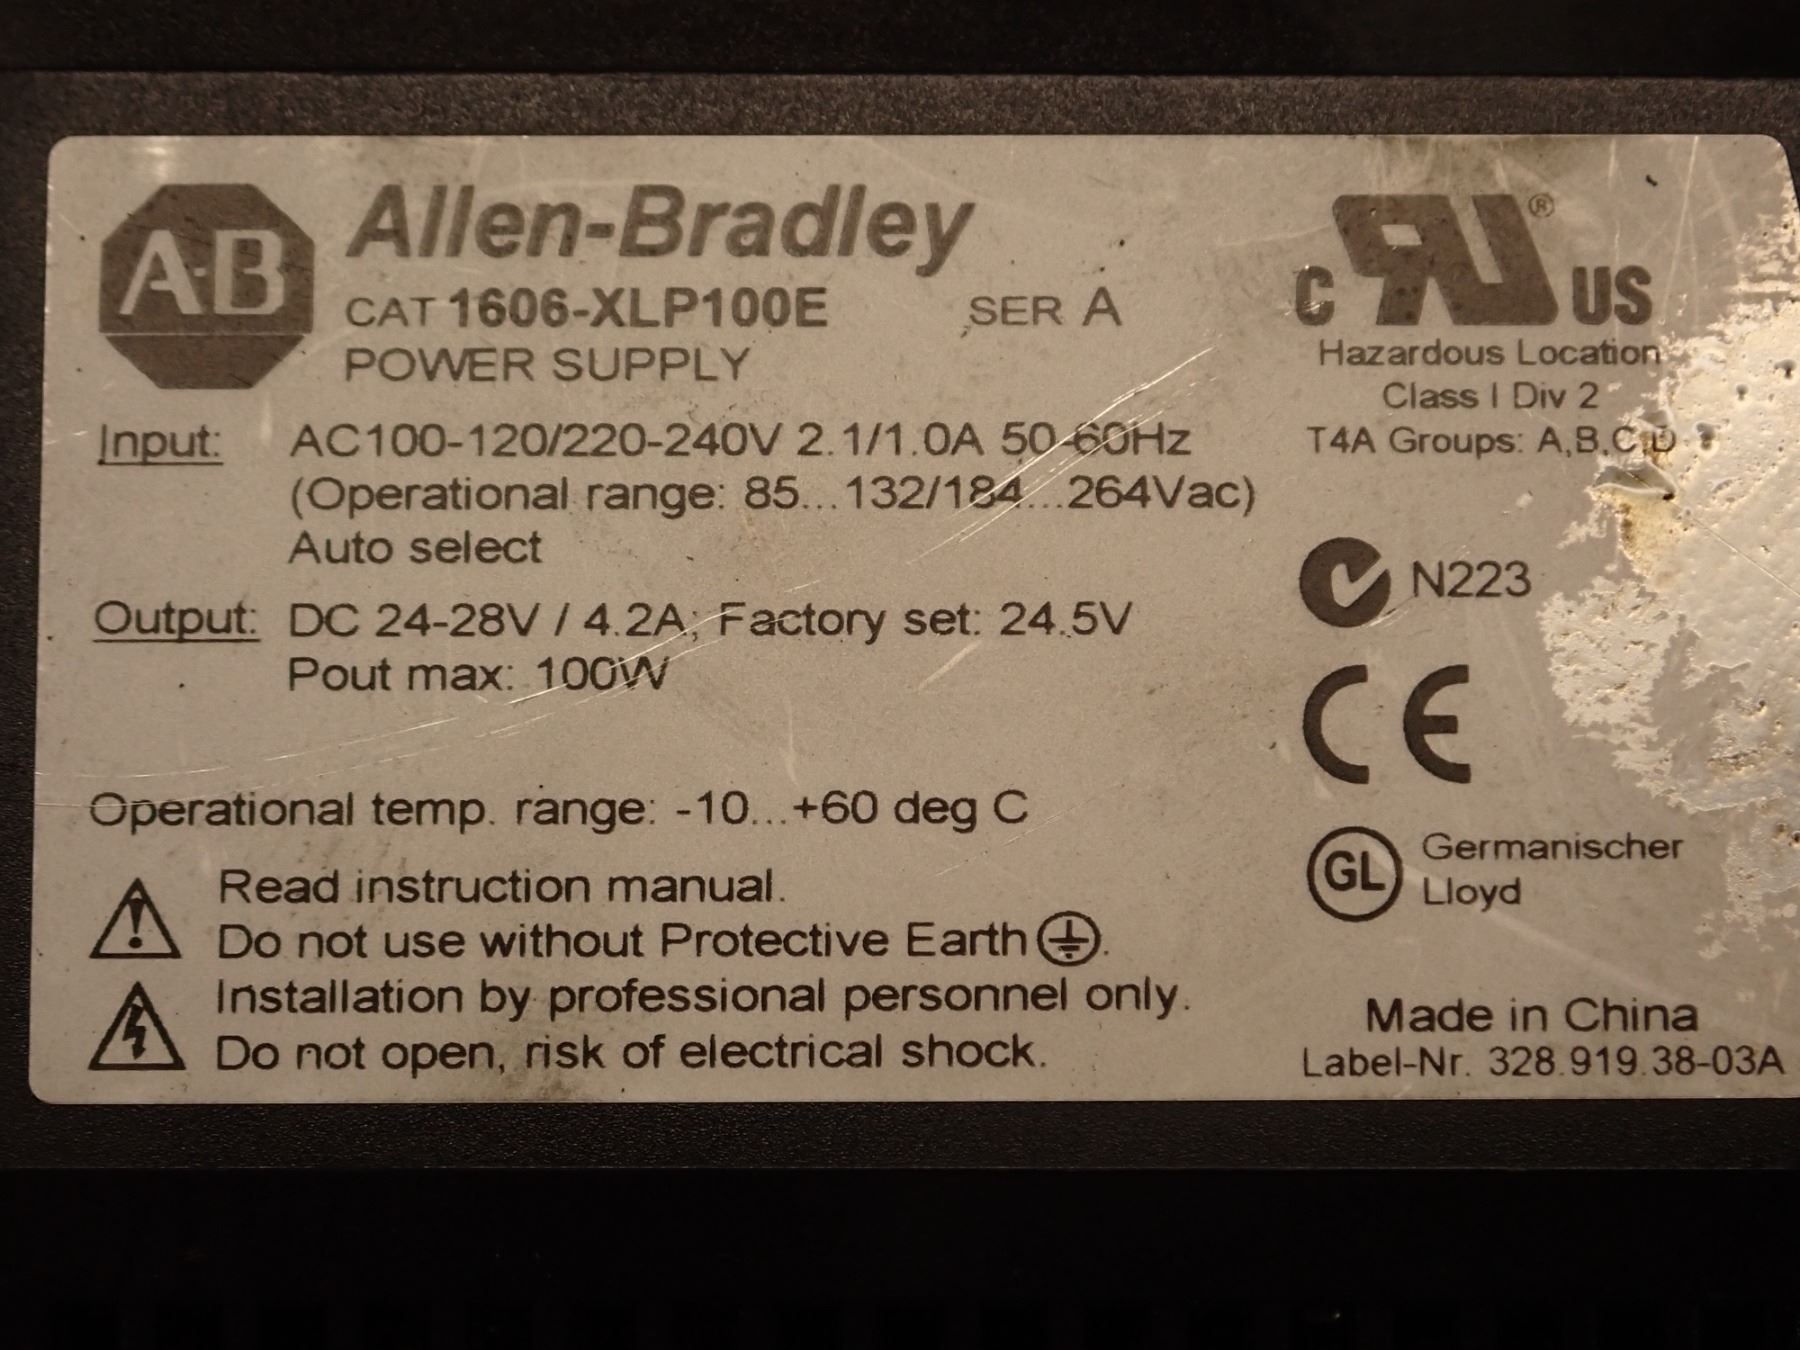 A-B Allen-Bradley
CAT 1606-XLP100E SER A
POWER SUPPLY
Input: AC100-120/220-240V 2.1/1.0A 50-60Hz
(Operational range: 85...132/184...264Vac)
Auto select
Output: DC 24-28V / 4.2A; Factory set: 24.5V
Pout max: 100W
Operational temp. range: -10...+60 deg C
Read instruction manual.
Do not use without Protective Earth.
Installation by professional personnel only.
Do not open, risk of electrical shock.
C RU® US
Hazardous Location
Class I Div 2
T4A Groups: A,B,C,D
N223
CE
GL Germanischer
Lloyd
Made in China
Label-Nr. 328.919.38-03A